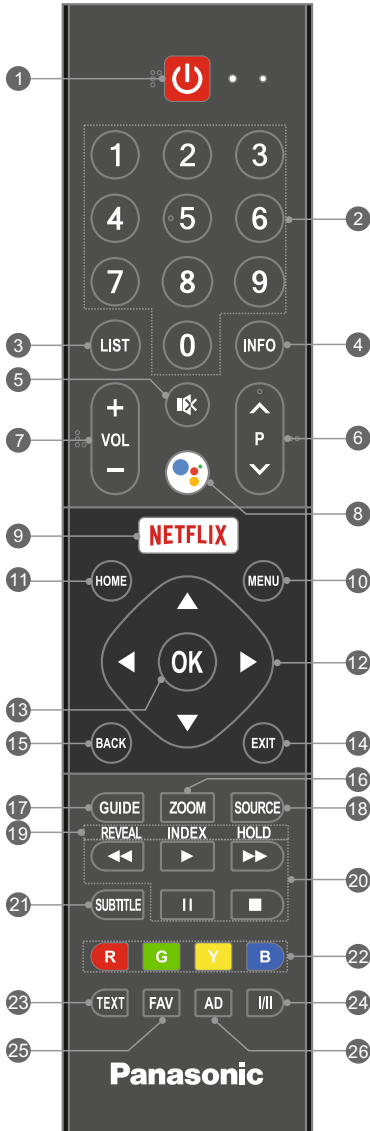 1
1 2 3
4 5 6 2
7 8 9
3 LIST 0 INFO 4
5
7 + VOL − P 6
8
9 NETFLIX
11 HOME MENU 10
OK 12
13
15 BACK EXIT 14
16
17 GUIDE ZOOM SOURCE 18
19 REVEAL INDEX HOLD
20
21 SUBTITLE
R G Y B 22
23 TEXT FAV AD I/II 24
25 26
Panasonic